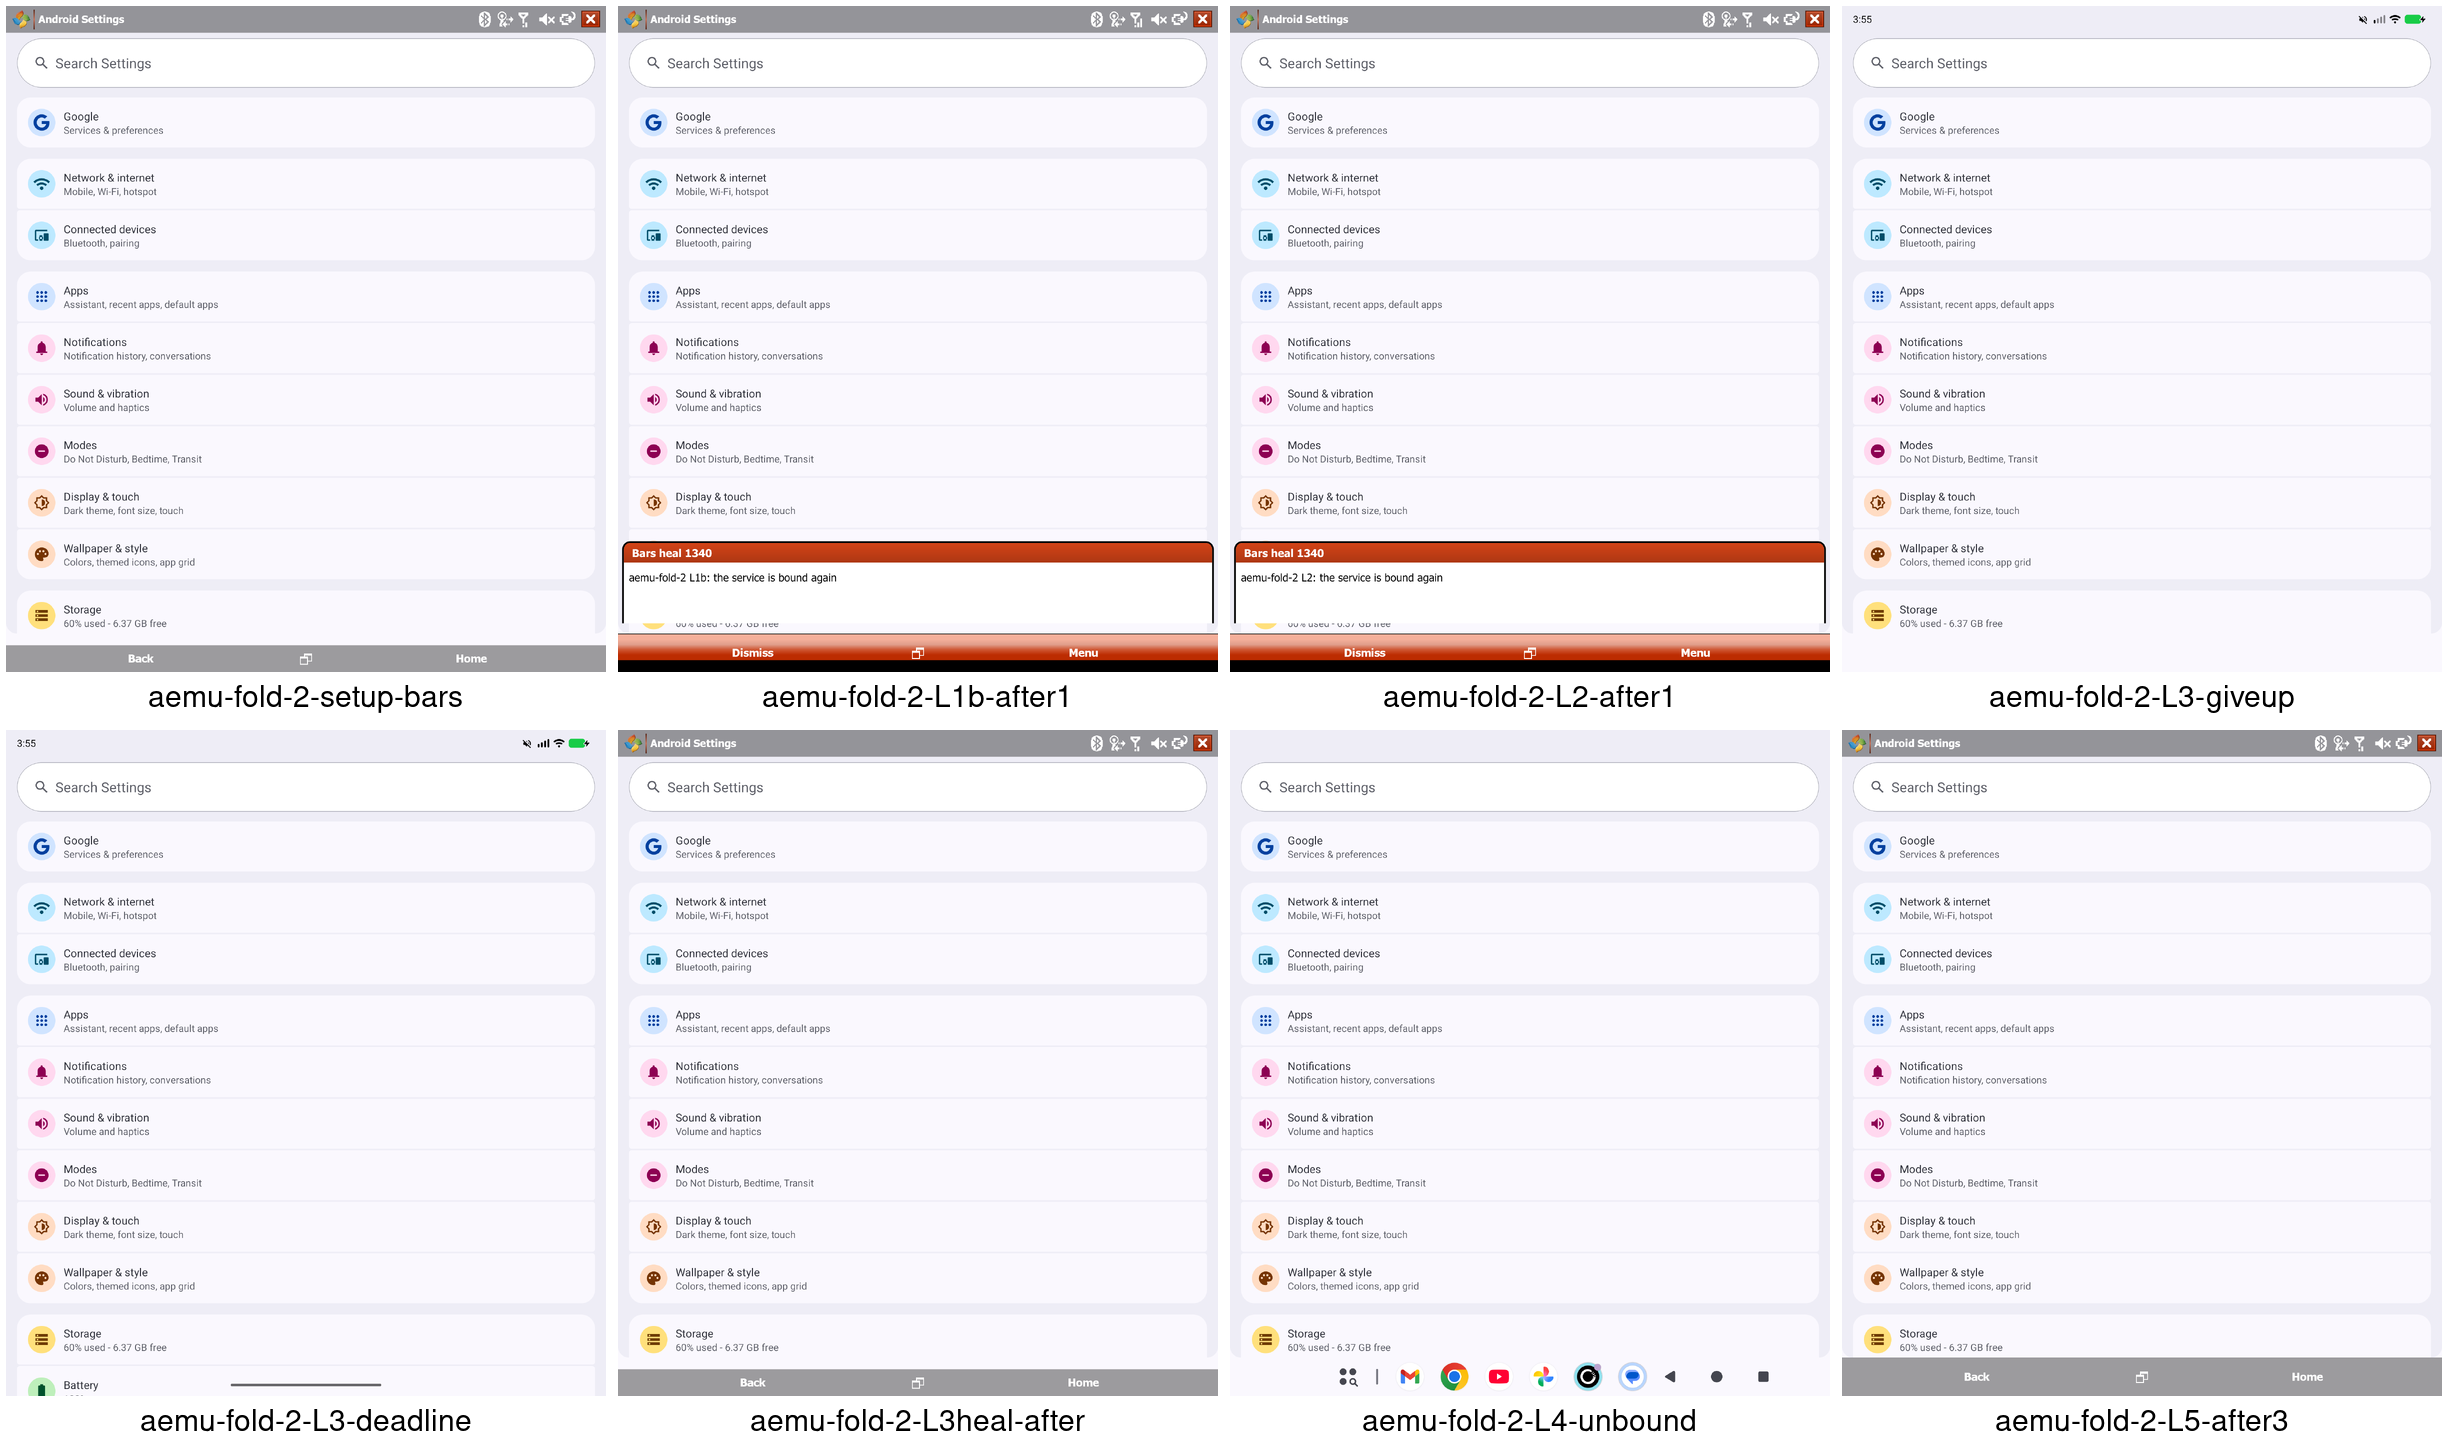 Android Settings
Search Settings
Google
Services & preferences
Network & internet
Mobile, Wi-Fi, hotspot
Connected devices
Bluetooth, pairing
Apps
Assistant, recent apps, default apps
Notifications
Notification history, conversations
Sound & vibration
Volume and haptics
Modes
Do Not Disturb, Bedtime, Transit
Display & touch
Dark theme, font size, touch
Wallpaper & style
Colors, themed icons, app grid
Storage
60% used - 6.37 GB free
Back
Home
aemu-fold-2-setup-bars
Android Settings
Search Settings
Google
Services & preferences
Network & internet
Mobile, Wi-Fi, hotspot
Connected devices
Bluetooth, pairing
Apps
Assistant, recent apps, default apps
Notifications
Notification history, conversations
Sound & vibration
Volume and haptics
Modes
Do Not Disturb, Bedtime, Transit
Display & touch
Dark theme, font size, touch
Bars heal 1340
aemu-fold-2 L1b: the service is bound again
60% used - 6.37 GB free
Dismiss
Menu
aemu-fold-2-L1b-after1
Android Settings
Search Settings
Google
Services & preferences
Network & internet
Mobile, Wi-Fi, hotspot
Connected devices
Bluetooth, pairing
Apps
Assistant, recent apps, default apps
Notifications
Notification history, conversations
Sound & vibration
Volume and haptics
Modes
Do Not Disturb, Bedtime, Transit
Display & touch
Dark theme, font size, touch
Bars heal 1340
aemu-fold-2 L2: the service is bound again
60% used - 6.37 GB free
Dismiss
Menu
aemu-fold-2-L2-after1
3:55
Search Settings
Google
Services & preferences
Network & internet
Mobile, Wi-Fi, hotspot
Connected devices
Bluetooth, pairing
Apps
Assistant, recent apps, default apps
Notifications
Notification history, conversations
Sound & vibration
Volume and haptics
Modes
Do Not Disturb, Bedtime, Transit
Display & touch
Dark theme, font size, touch
Wallpaper & style
Colors, themed icons, app grid
Storage
60% used - 6.37 GB free
aemu-fold-2-L3-giveup
3:55
Search Settings
Google
Services & preferences
Network & internet
Mobile, Wi-Fi, hotspot
Connected devices
Bluetooth, pairing
Apps
Assistant, recent apps, default apps
Notifications
Notification history, conversations
Sound & vibration
Volume and haptics
Modes
Do Not Disturb, Bedtime, Transit
Display & touch
Dark theme, font size, touch
Wallpaper & style
Colors, themed icons, app grid
Storage
60% used - 6.37 GB free
Battery
aemu-fold-2-L3-deadline
Android Settings
Search Settings
Google
Services & preferences
Network & internet
Mobile, Wi-Fi, hotspot
Connected devices
Bluetooth, pairing
Apps
Assistant, recent apps, default apps
Notifications
Notification history, conversations
Sound & vibration
Volume and haptics
Modes
Do Not Disturb, Bedtime, Transit
Display & touch
Dark theme, font size, touch
Wallpaper & style
Colors, themed icons, app grid
Storage
60% used - 6.37 GB free
Back
Home
aemu-fold-2-L3heal-after
Search Settings
Google
Services & preferences
Network & internet
Mobile, Wi-Fi, hotspot
Connected devices
Bluetooth, pairing
Apps
Assistant, recent apps, default apps
Notifications
Notification history, conversations
Sound & vibration
Volume and haptics
Modes
Do Not Disturb, Bedtime, Transit
Display & touch
Dark theme, font size, touch
Wallpaper & style
Colors, themed icons, app grid
Storage
60% used - 6.37 GB free
aemu-fold-2-L4-unbound
Android Settings
Search Settings
Google
Services & preferences
Network & internet
Mobile, Wi-Fi, hotspot
Connected devices
Bluetooth, pairing
Apps
Assistant, recent apps, default apps
Notifications
Notification history, conversations
Sound & vibration
Volume and haptics
Modes
Do Not Disturb, Bedtime, Transit
Display & touch
Dark theme, font size, touch
Wallpaper & style
Colors, themed icons, app grid
Storage
60% used - 6.37 GB free
Back
Home
aemu-fold-2-L5-after3